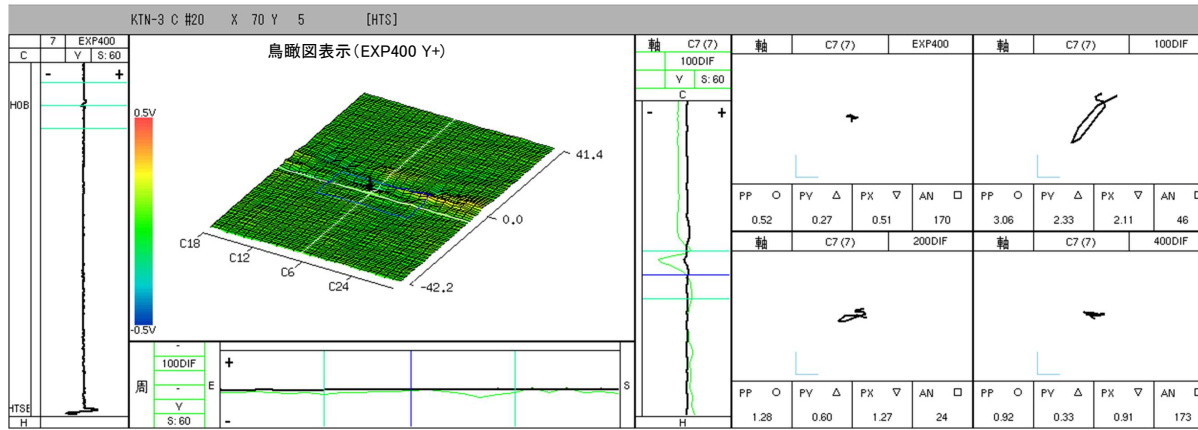 KTN-3 C #20 X 70 Y 5 [HTS]
7 EXP400
C Y S:60
- +
HOB
H
鳥瞰図表示(EXP400 Y+)
0.5V
-0.5V
41.4
0.0
-42.2
C18
C12
C6
C24
周
-
100DIF
-
Y
S:60
+
-
E
S
軸 C7(7)
100DIF
Y S:60
C
- +
H
軸 C7(7) EXP400
PP ○ PY △ PX ▽ AN □
0.52 0.27 0.51 170
軸 C7(7) 100DIF
PP ○ PY △ PX ▽ AN □
3.06 2.33 2.11 46
軸 C7(7) 200DIF
PP ○ PY △ PX ▽ AN □
1.28 0.60 1.27 24
軸 C7(7) 400DIF
PP ○ PY △ PX ▽ AN □
0.92 0.33 0.91 173